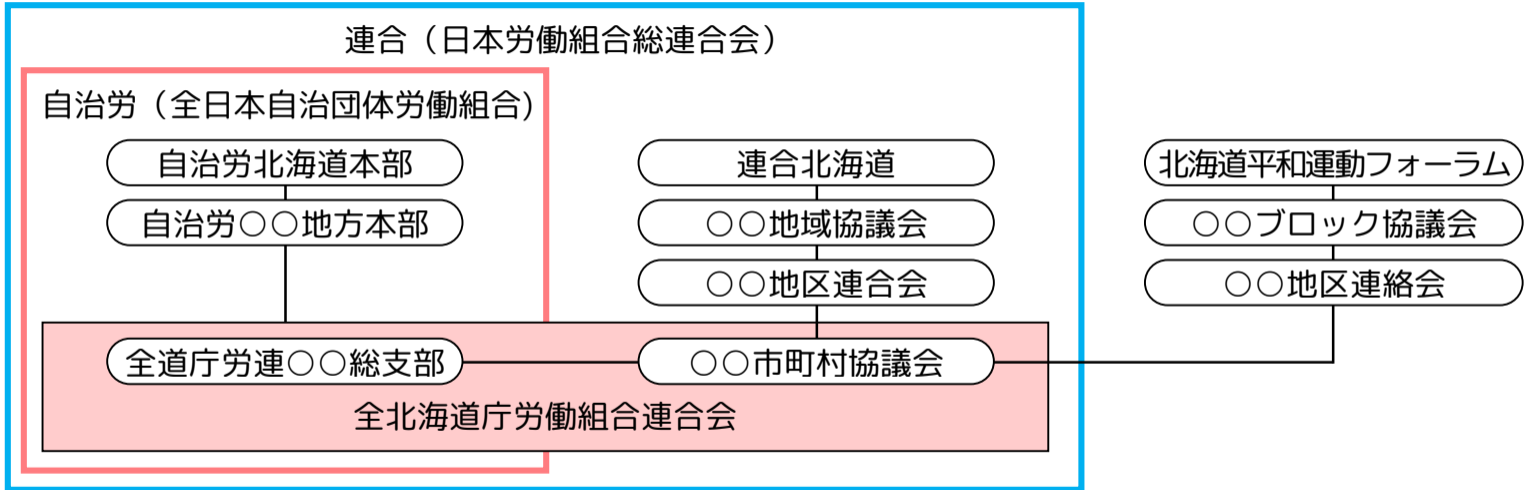 連合（日本労働組合総連合会）
自治労（全日本自治団体労働組合)
自治労北海道本部
自治労○○地方本部
連合北海道
○○地域協議会
○○地区連合会
北海道平和運動フォーラム
○○ブロック協議会
○○地区連絡会
全道庁労連○○総支部
○○市町村協議会
全北海道庁労働組合連合会